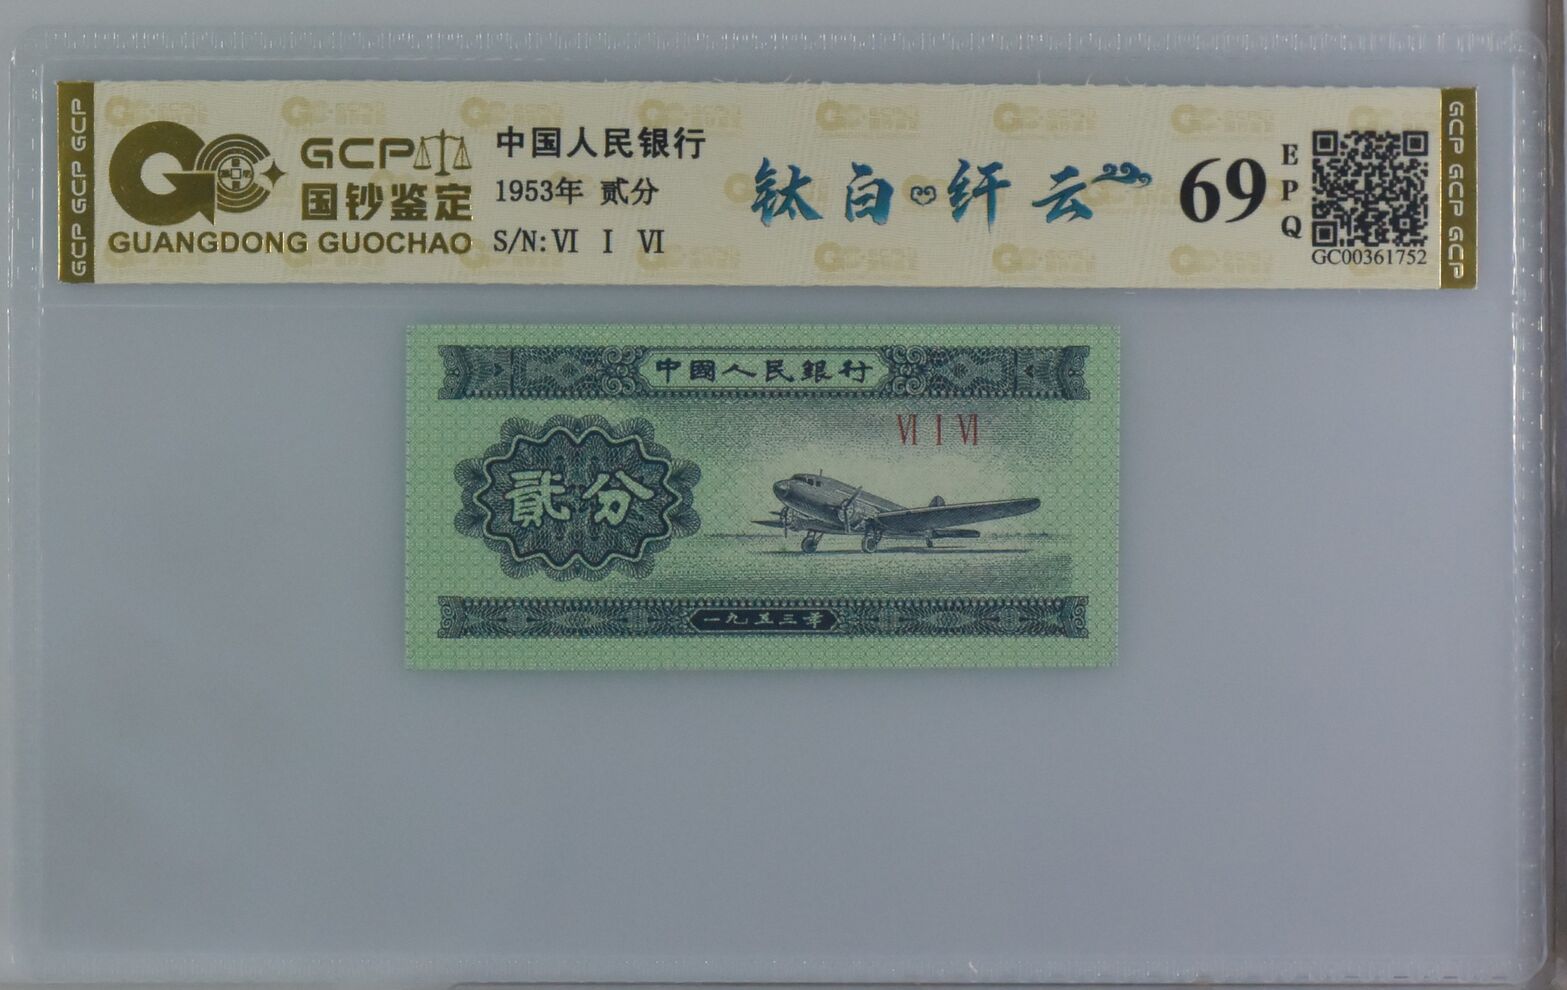 GCP GCP GCP
GCP
国钞鉴定
GUANGDONG GUOCHAO
中国人民银行
1953年 贰分
S/N: Ⅵ Ⅰ Ⅵ
钛白 纤云
69
EPQ
GC00361752
GCP GCP GCP
中國人民銀行
Ⅵ Ⅰ Ⅵ
貳分
一九五三年